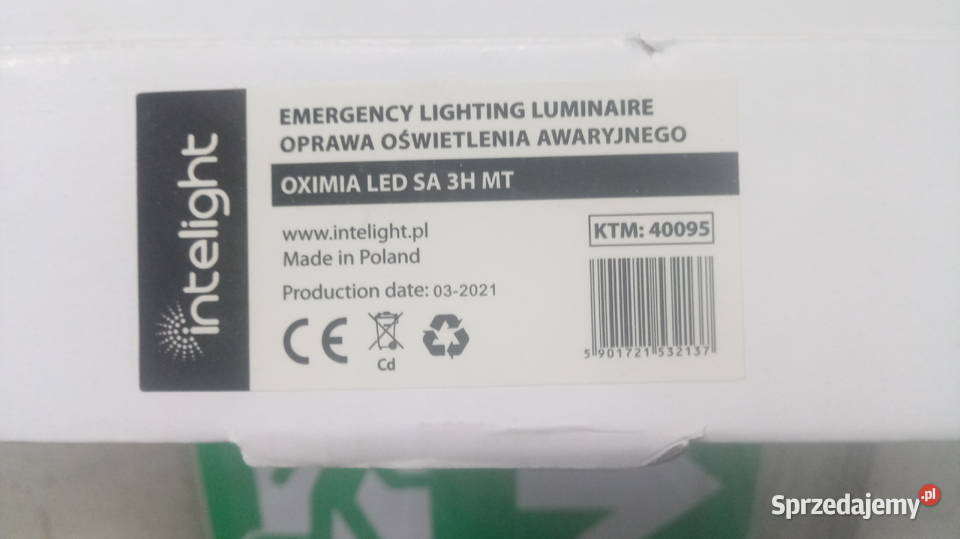 intelight
EMERGENCY LIGHTING LUMINAIRE
OPRAWA OŚWIETLENIA AWARYJNEGO
OXIMIA LED SA 3H MT
www.intelight.pl
Made in Poland
Production date: 03-2021
KTM: 40095
CE
Cd
5 901721 532137
Sprzedajemy.pl